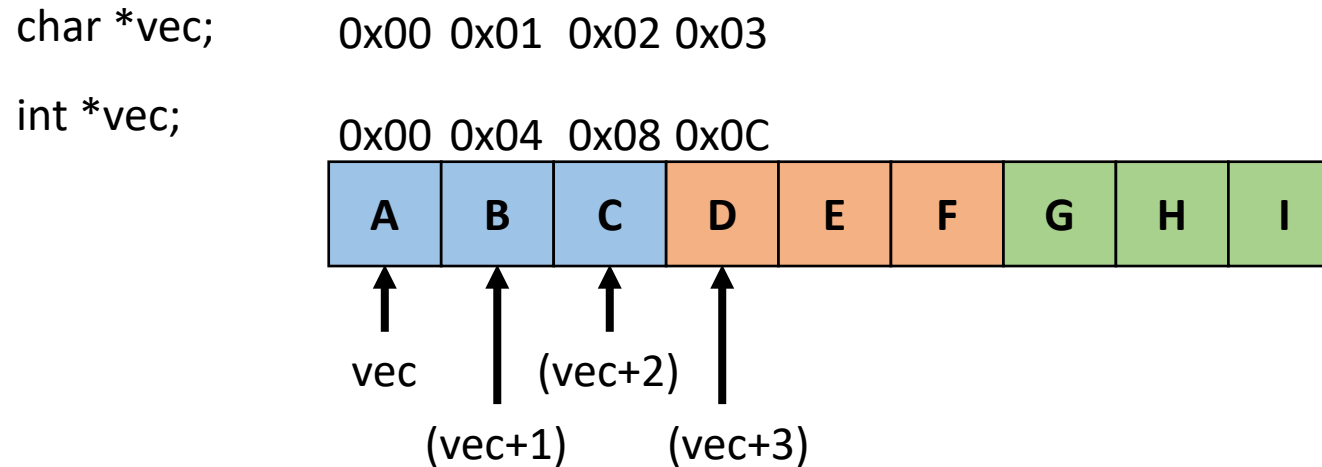 char *vec; 0x00 0x01 0x02 0x03
int *vec; 0x00 0x04 0x08 0x0C
A B C D E F G H I
vec (vec+2)
(vec+1) (vec+3)